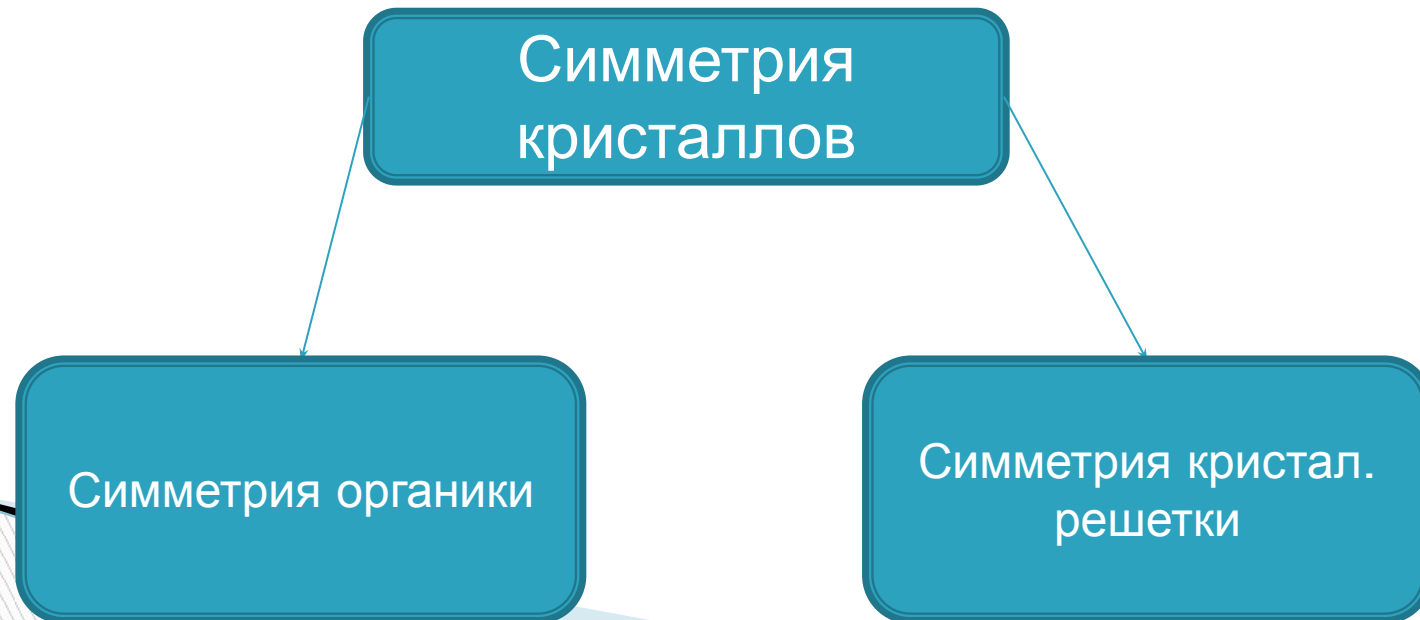 Симметрия
кристаллов
Симметрия органики
Симметрия кристал.
решетки